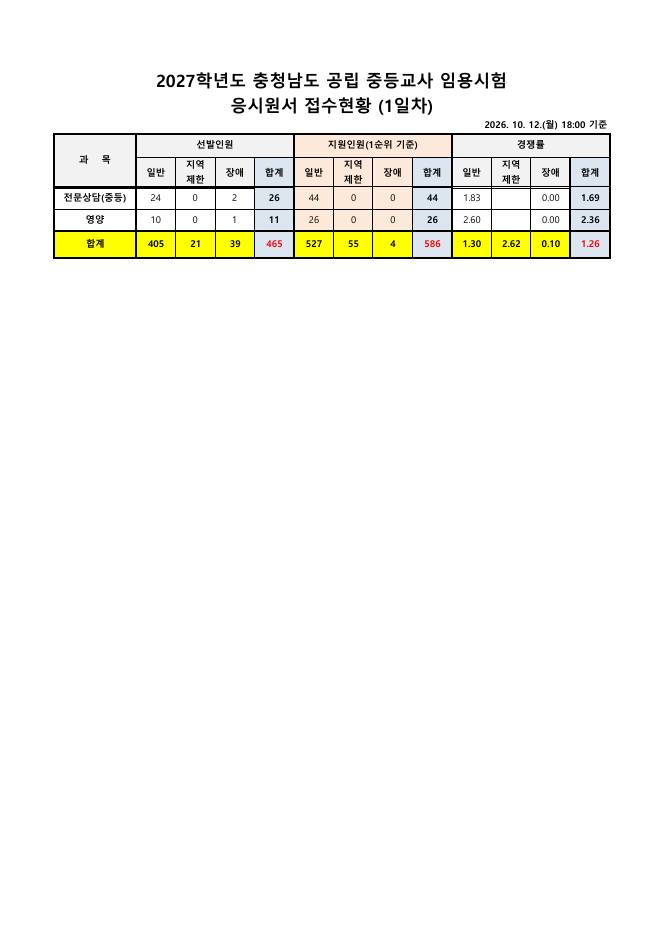 2027학년도 충청남도 공립 중등교사 임용시험
응시원서 접수현황 (1일차)
2026. 10. 12.(월) 18:00 기준
과 목 선발인원 지원인원(1순위 기준) 경쟁률
일반 지역 제한 장애 합계 일반 지역 제한 장애 합계 일반 지역 제한 장애 합계
전문상담(중등) 24 0 2 26 44 0 0 44 1.83 0.00 1.69
영양 10 0 1 11 26 0 0 26 2.60 0.00 2.36
합계 405 21 39 465 527 55 4 586 1.30 2.62 0.10 1.26